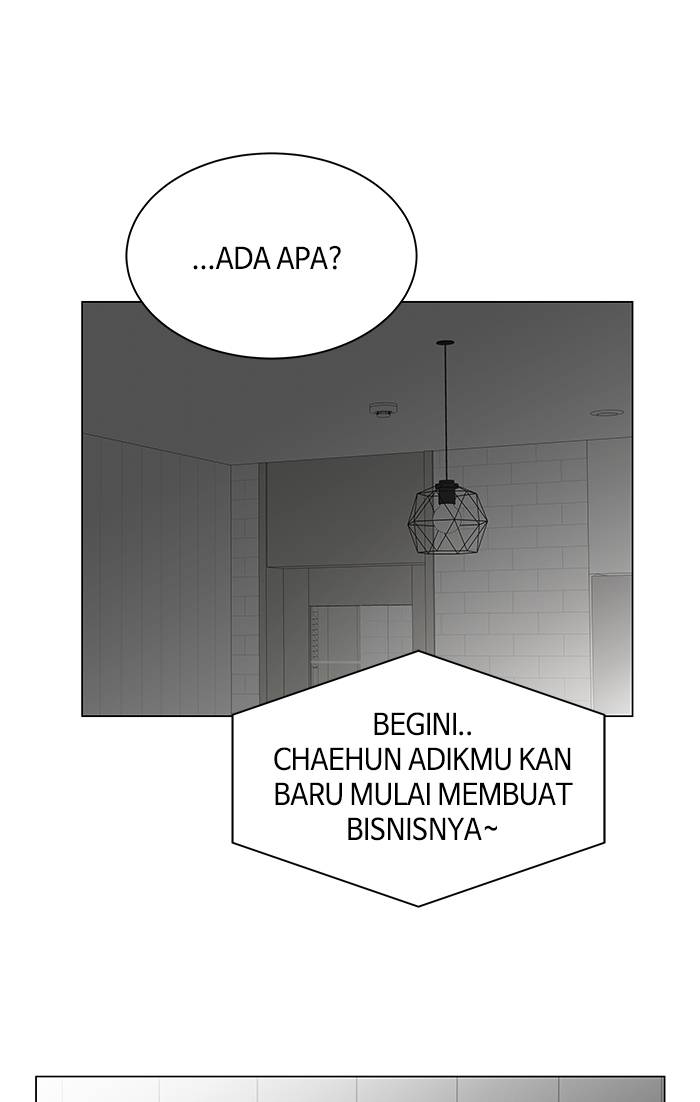 ...ADA APA?
BEGINI..
CHAEHUN ADIKMU KAN
BARU MULAI MEMBUAT
BISNISNYA~